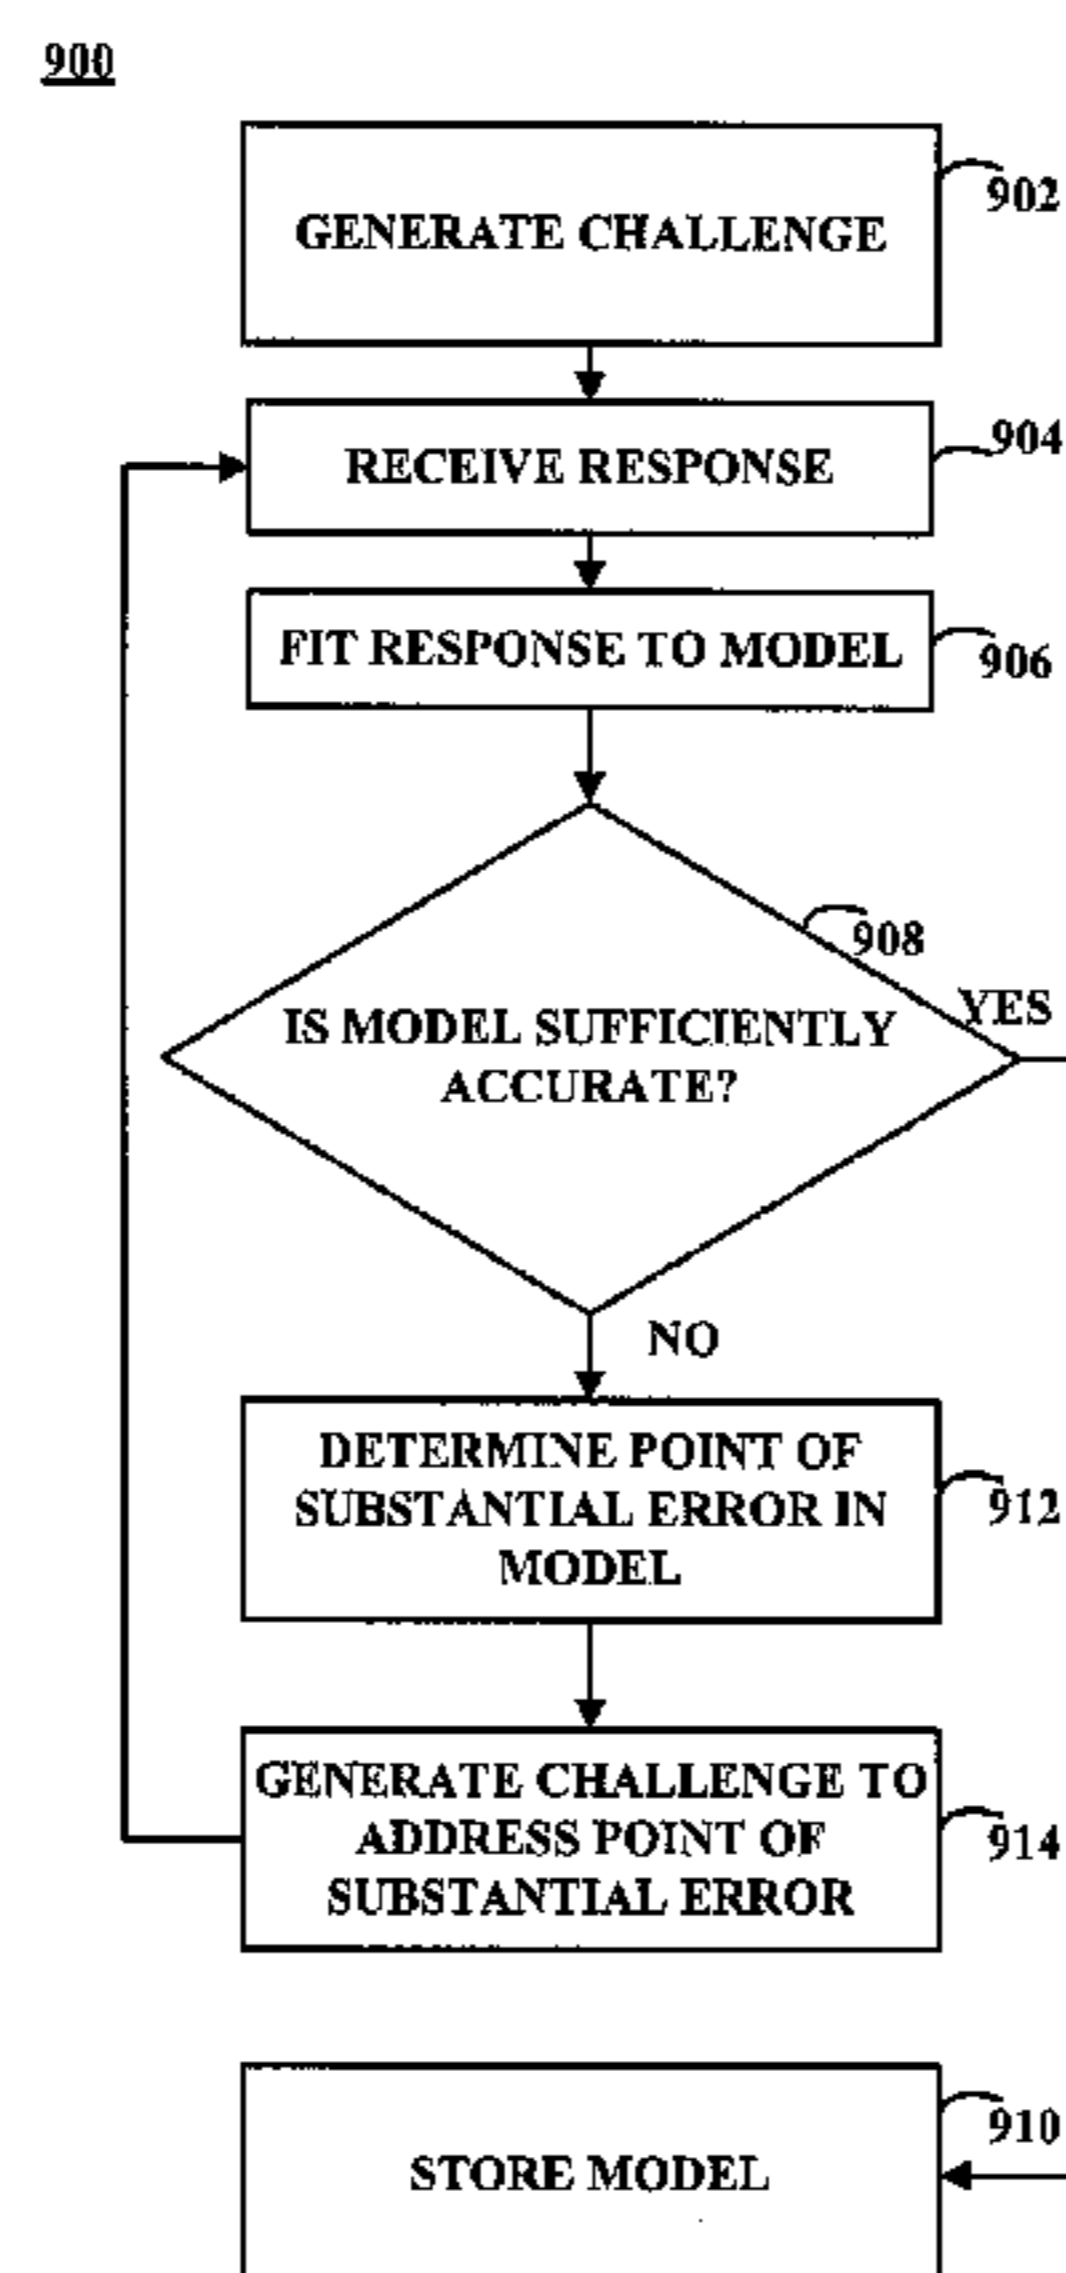 900
GENERATE CHALLENGE
902
RECEIVE RESPONSE
904
FIT RESPONSE TO MODEL
906
908
IS MODEL SUFFICIENTLY
ACCURATE?
YES
NO
DETERMINE POINT OF
SUBSTANTIAL ERROR IN
MODEL
912
GENERATE CHALLENGE TO
ADDRESS POINT OF
SUBSTANTIAL ERROR
914
STORE MODEL
910